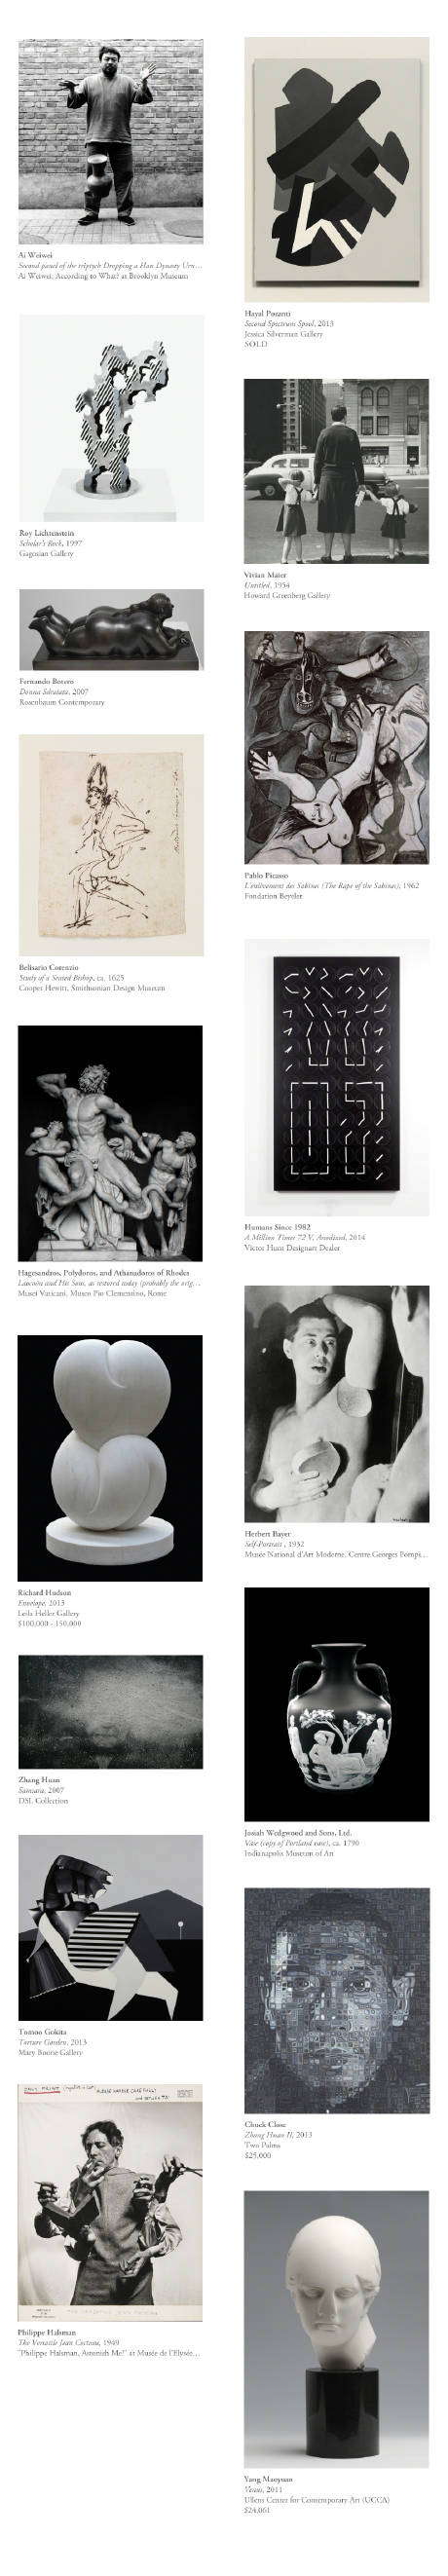 Ai Weiwei
Second panel of the triptych Dropping a Han Dynasty Urn...
Ai Weiwei: According to What? at Brooklyn Museum
Roy Lichtenstein
Scholar's Rock, 1997
Gagosian Gallery
Fernando Botero
Donna Sdraiata, 2007
Rosenbaum Contemporary
Belisario Corenzio
Study of a Seated Bishop, ca. 1625
Cooper Hewitt, Smithsonian Design Museum
Hagesandros, Polydoros, and Athanadoros of Rhodes
Laocoön and His Sons, as restored today (probably the orig...
Musei Vaticani, Museo Pio Clementino, Rome
Richard Hudson
Envelope, 2013
Leila Heller Gallery
$100,000 - 150,000
Zhang Huan
Samsara, 2007
DSL Collection
Tomoo Gokita
Torture Garden, 2013
Mary Boone Gallery
ONLY PRINT
PLEASE HANDLE CAREFULLY
Philippe Halsman
The Versatile Jean Cocteau, 1949
"Philippe Halsman, Astonish Me!" at Musée de l'Elysée...
Hayal Pozanti
Second Spectrum Spool, 2013
Jessica Silverman Gallery
SOLD
Vivian Maier
Untitled, 1954
Howard Greenberg Gallery
Pablo Picasso
L'enlèvement des Sabines (The Rape of the Sabines), 1962
Fondation Beyeler
Humans Since 1982
A Million Times 72 V, Anodized, 2014
Victor Hunt Designart Dealer
Herbert Bayer
Self-Portrait , 1932
Musée National d'Art Moderne, Centre Georges Pompi...
Josiah Wedgwood and Sons, Ltd.
Vase (copy of Portland vase), ca. 1790
Indianapolis Museum of Art
Chuck Close
Zhang Huan II, 2013
Two Palms
$25,000
Yang Maoyuan
Venus, 2011
Ullens Center for Contemporary Art (UCCA)
$24,061